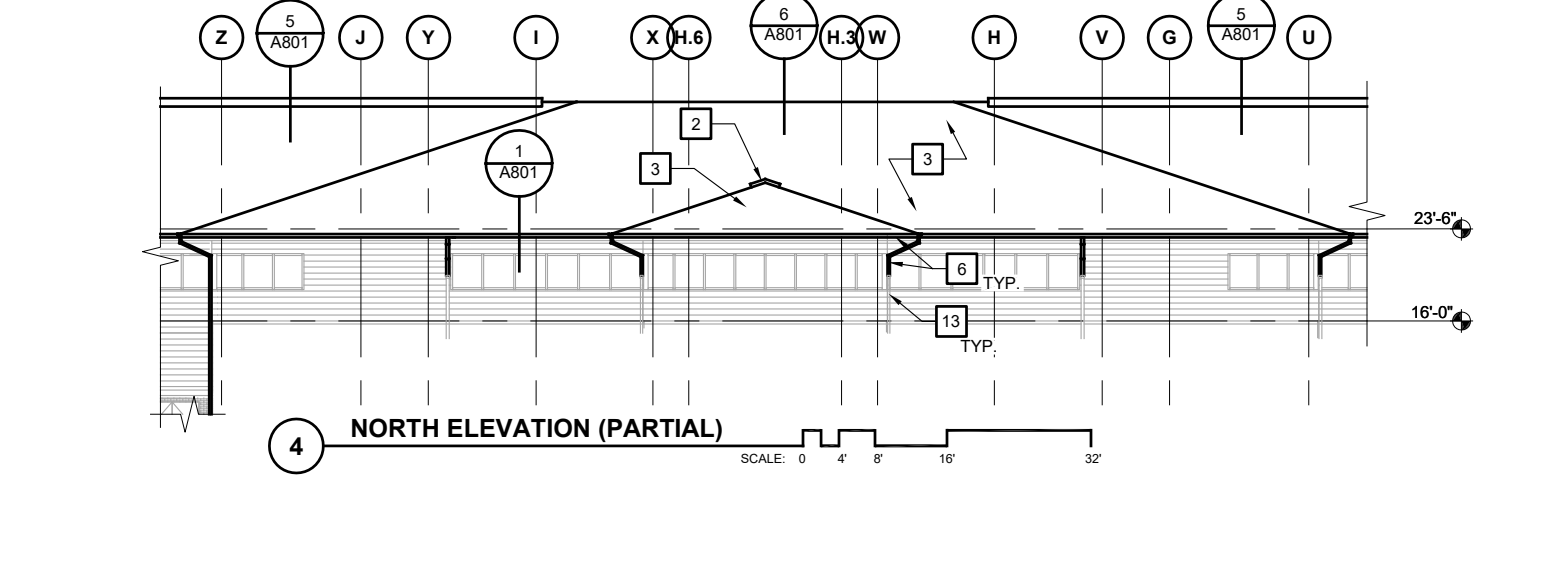 5
A801
6
A801
5
A801
Z
J
Y
I
X
H.6
H.3
W
H
V
G
U
2
1
A801
3
3
23'-6"
6
TYP.
16'-0"
13
TYP.
4
NORTH ELEVATION (PARTIAL)
SCALE: 0 4' 8' 16' 32'